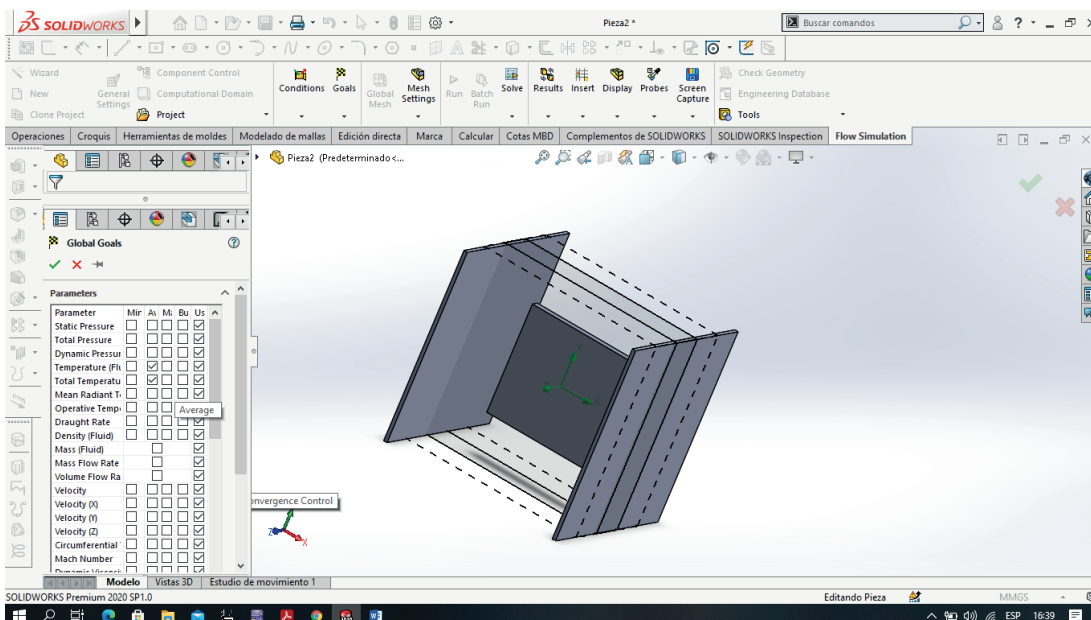 SOLIDWORKS
Pieza2 *
Buscar comandos
Wizard
New
Clone Project
General Settings
Component Control
Computational Domain
Project
Conditions
Goals
Global Mesh
Mesh Settings
Run
Batch Run
Solve
Results
Insert
Display
Probes
Screen Capture
Check Geometry
Engineering Database
Tools
Operaciones
Croquis
Herramientas de moldes
Modelado de mallas
Edición directa
Marca
Calcular
Cotas MBD
Complementos de SOLIDWORKS
SOLIDWORKS Inspection
Flow Simulation
Pieza2 (Predeterminado<...
Global Goals
Parameters
Parameter Mir A\ M: Bu Us
Static Pressure
Total Pressure
Dynamic Pressur
Temperature (Flu
Total Temperatu
Mean Radiant T
Operative Temp
Average
Draught Rate
Density (Fluid)
Mass (Fluid)
Mass Flow Rate
Volume Flow Ra
Velocity
Velocity (X)
Velocity (Y)
Velocity (Z)
Circumferential
Mach Number
nvergence Control
Y
Z
X
Z
X
Modelo
Vistas 3D
Estudio de movimiento 1
SOLIDWORKS Premium 2020 SP1.0
Editando Pieza
MMGS
ESP
16:39